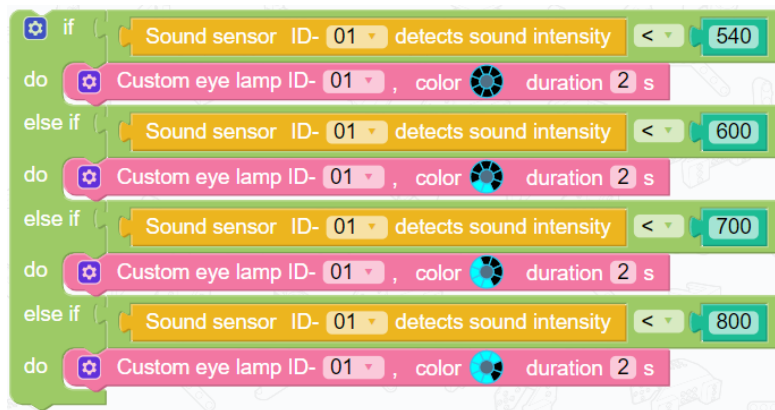 if Sound sensor ID- 01 detects sound intensity < 540
do Custom eye lamp ID- 01 , color duration 2 s
else if Sound sensor ID- 01 detects sound intensity < 600
do Custom eye lamp ID- 01 , color duration 2 s
else if Sound sensor ID- 01 detects sound intensity < 700
do Custom eye lamp ID- 01 , color duration 2 s
else if Sound sensor ID- 01 detects sound intensity < 800
do Custom eye lamp ID- 01 , color duration 2 s